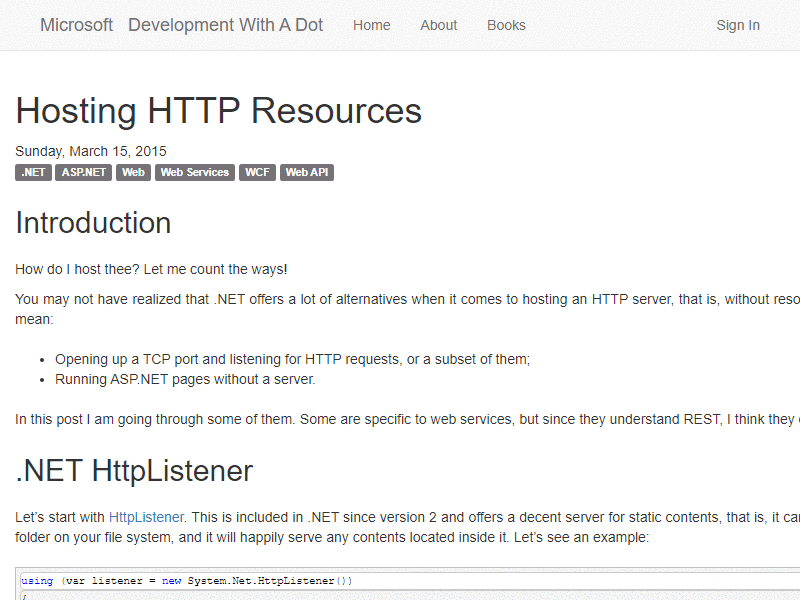 Microsoft Development With A Dot Home About Books Sign In
Hosting HTTP Resources
Sunday, March 15, 2015
.NET ASP.NET Web Web Services WCF Web API
Introduction
How do I host thee? Let me count the ways!
You may not have realized that .NET offers a lot of alternatives when it comes to hosting an HTTP server, that is, without
mean:
• Opening up a TCP port and listening for HTTP requests, or a subset of them;
• Running ASP.NET pages without a server.
In this post I am going through some of them. Some are specific to web services, but since they understand REST, I think they
.NET HttpListener
Let’s start with HttpListener. This is included in .NET since version 2 and offers a decent server for static contents, that is, it
folder on your file system, and it will happily serve any contents located inside it. Let’s see an example:
using (var listener = new System.Net.HttpListener())
{